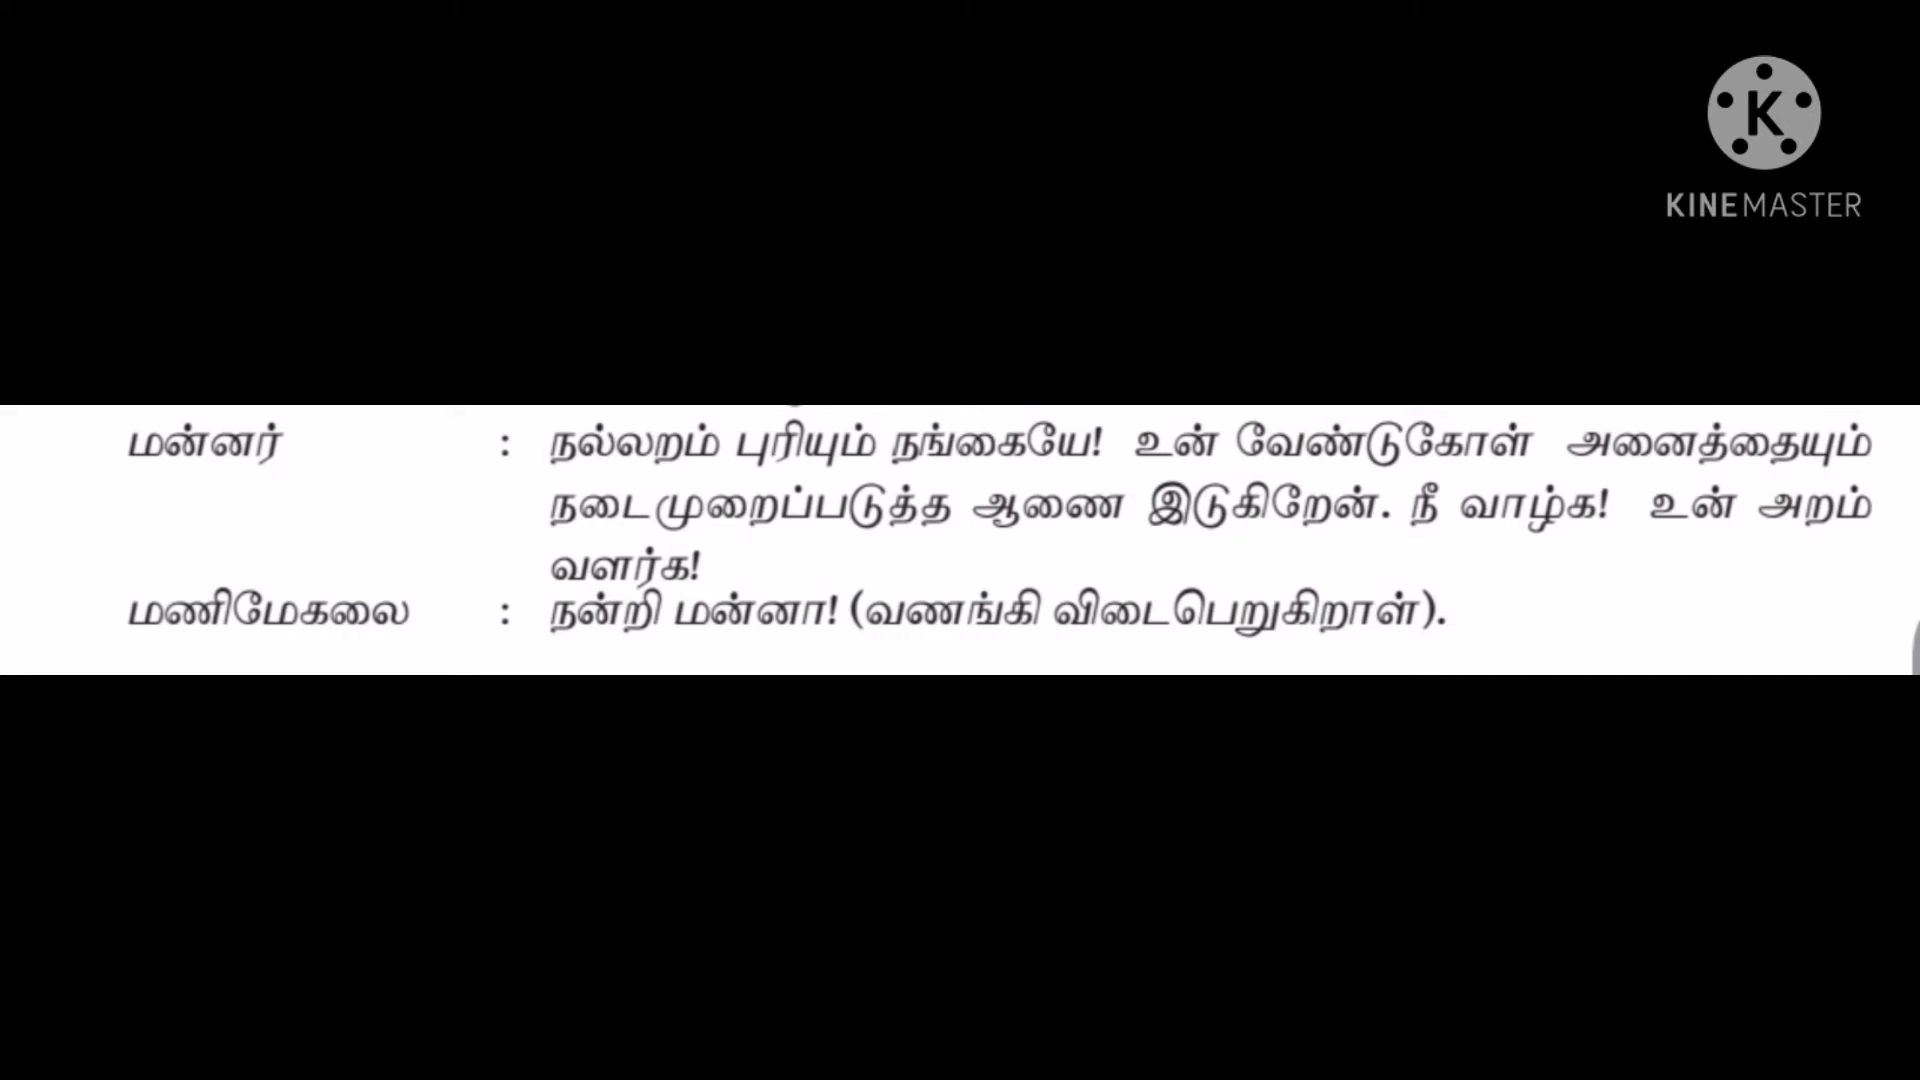 K
KINEMASTER
மன்னர் : நல்லறம் புரியும் நங்கையே! உன் வேண்டுகோள் அனைத்தையும்
நடைமுறைப்படுத்த ஆணை இடுகிறேன். நீ வாழ்க! உன் அறம்
வளர்க!
மணிமேகலை : நன்றி மன்னா! (வணங்கி விடைபெறுகிறாள்).